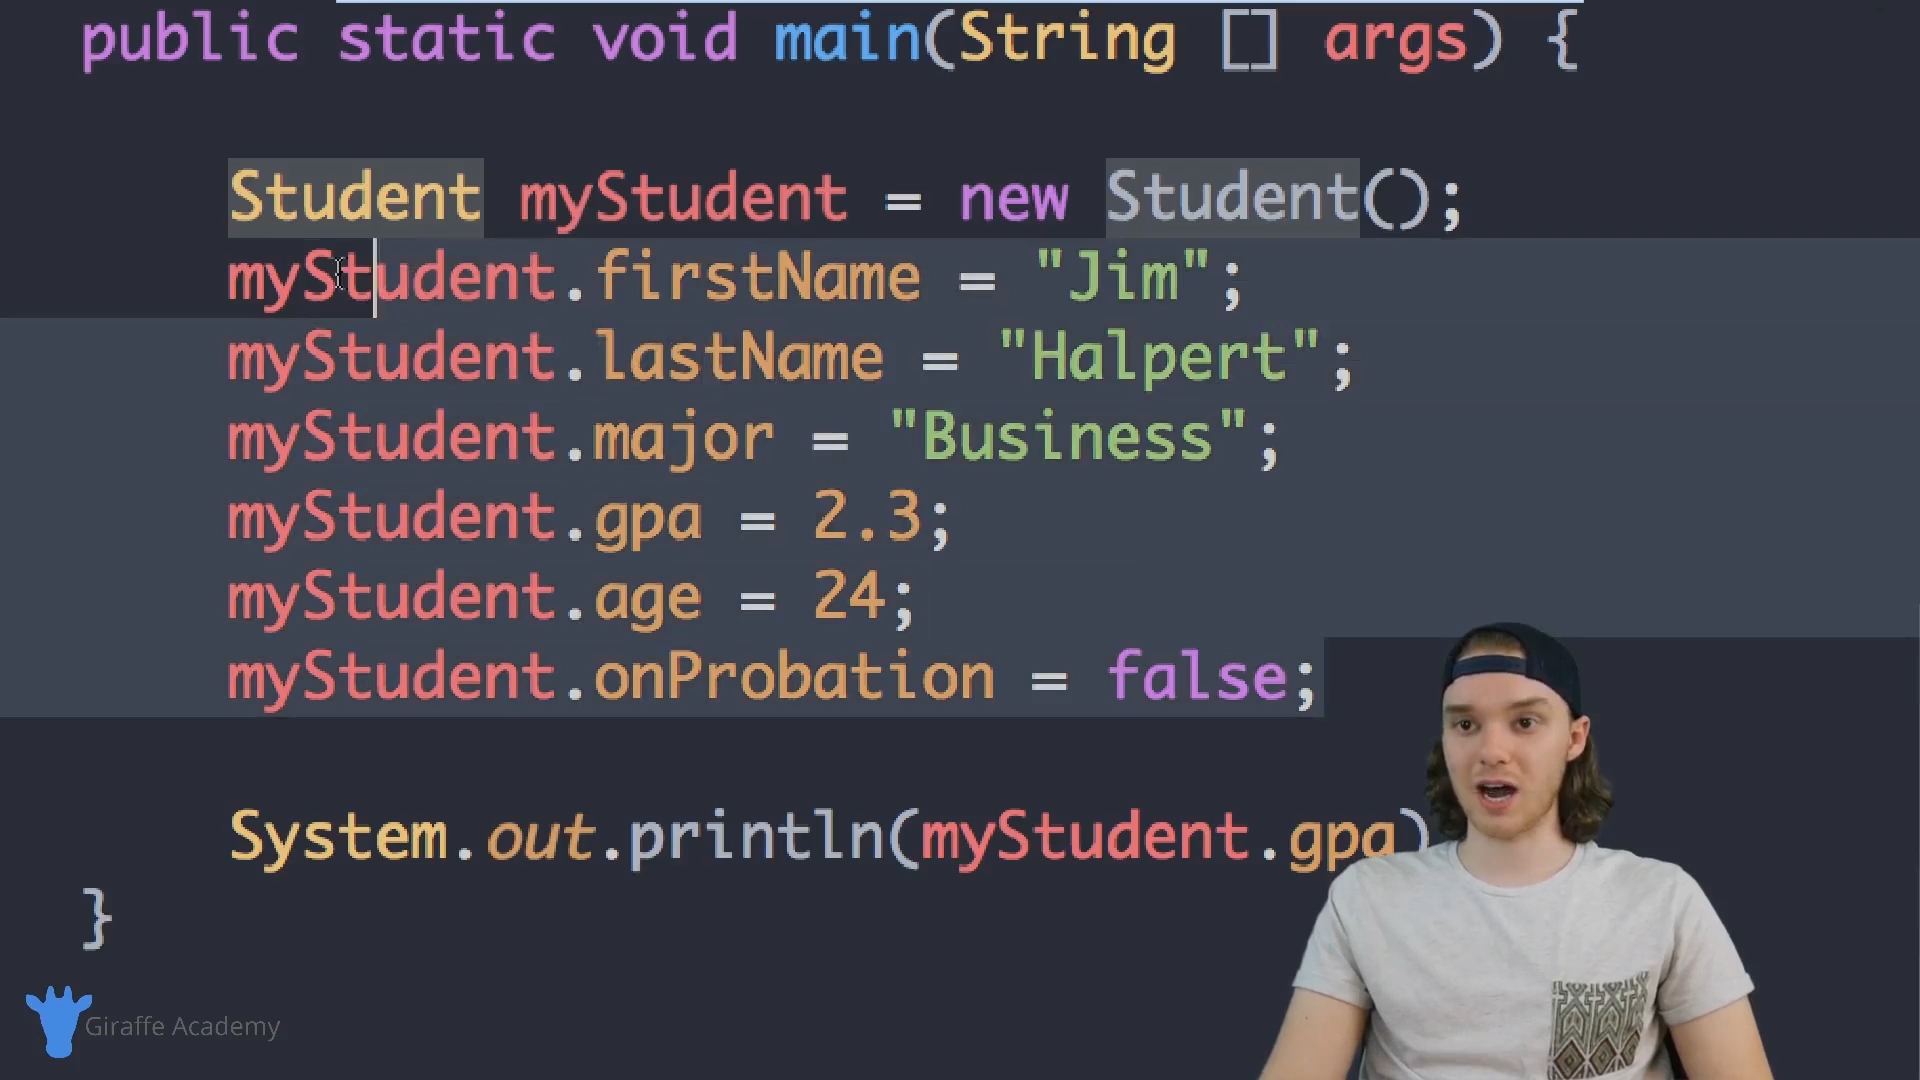 public static void main(String [] args) {
Student myStudent = new Student();
myStudent.firstName = "Jim";
myStudent.lastName = "Halpert";
myStudent.major = "Business";
myStudent.gpa = 2.3;
myStudent.age = 24;
myStudent.onProbation = false;
System.out.println(myStudent.gpa)
}
Giraffe Academy